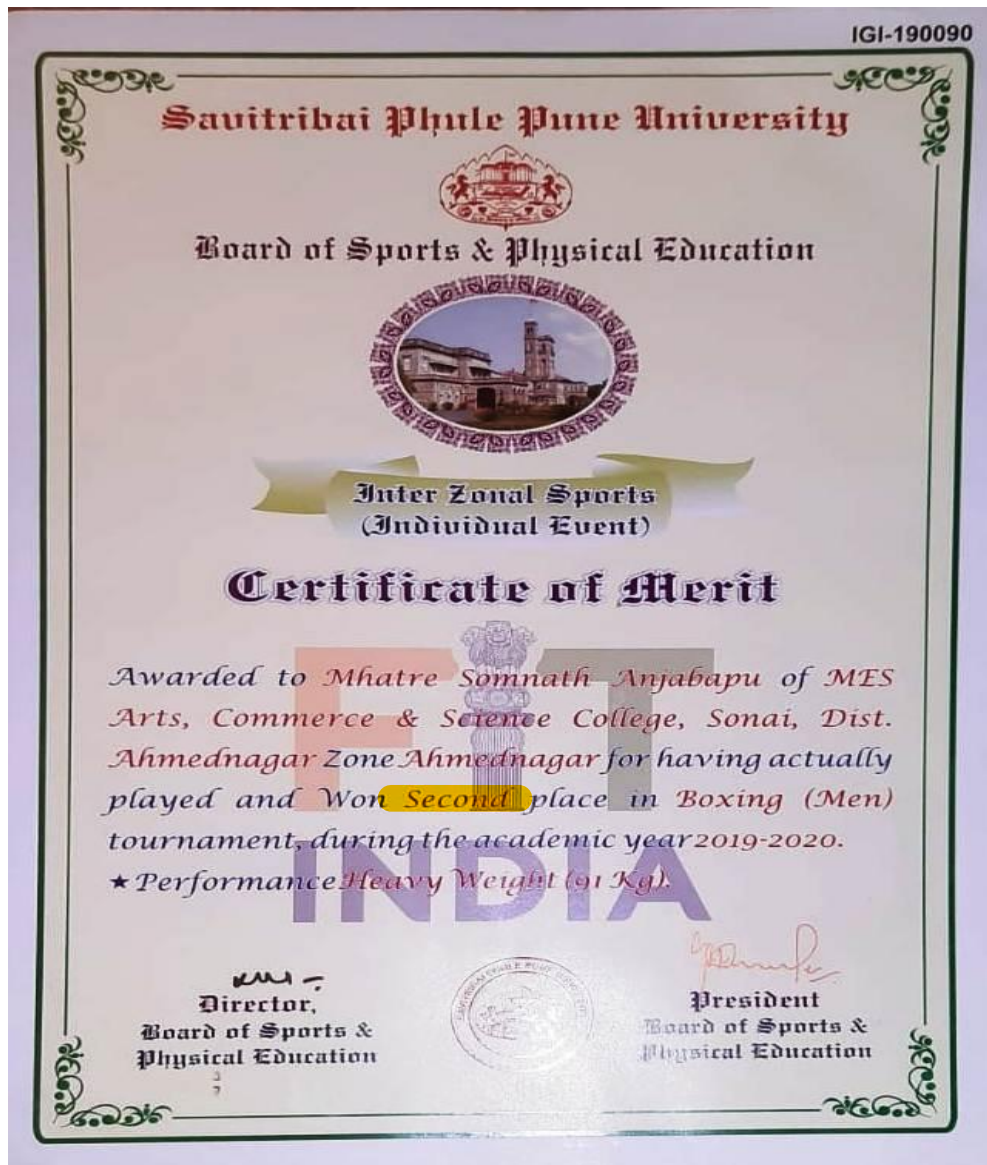 IGI-190090
Savitribai Phule Pune University
Board of Sports & Physical Education
Inter Zonal Sports
(Individual Event)
Certificate of Merit
FIT
INDIA
Awarded to Mhatre Somnath Anjabapu of MES
Arts, Commerce & Science College, Sonai, Dist.
Ahmednagar Zone Ahmednagar for having actually
played and Won Second place in Boxing (Men)
tournament, during the academic year 2019-2020.
★ Performance Heavy Weight (91 Kg).
Director,
Board of Sports &
Physical Education
President
Board of Sports &
Physical Education